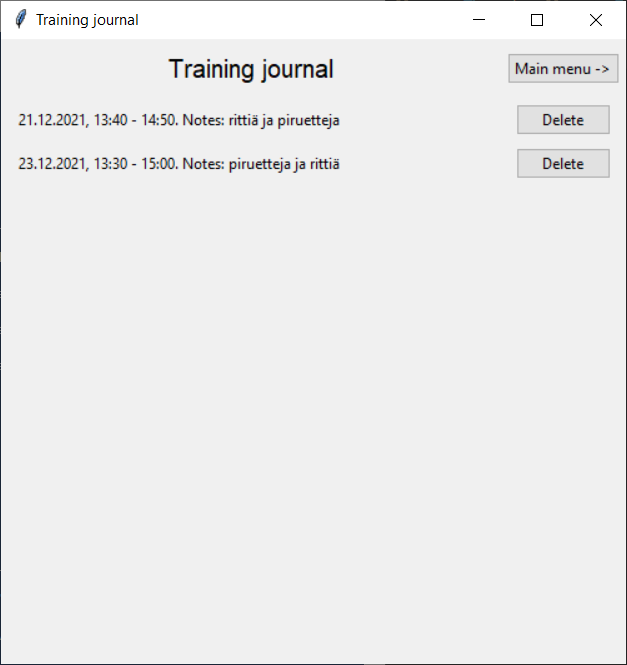 Training journal
Training journal
Main menu ->
21.12.2021, 13:40 - 14:50. Notes: rittiä ja piruetteja
Delete
23.12.2021, 13:30 - 15:00. Notes: piruetteja ja rittiä
Delete